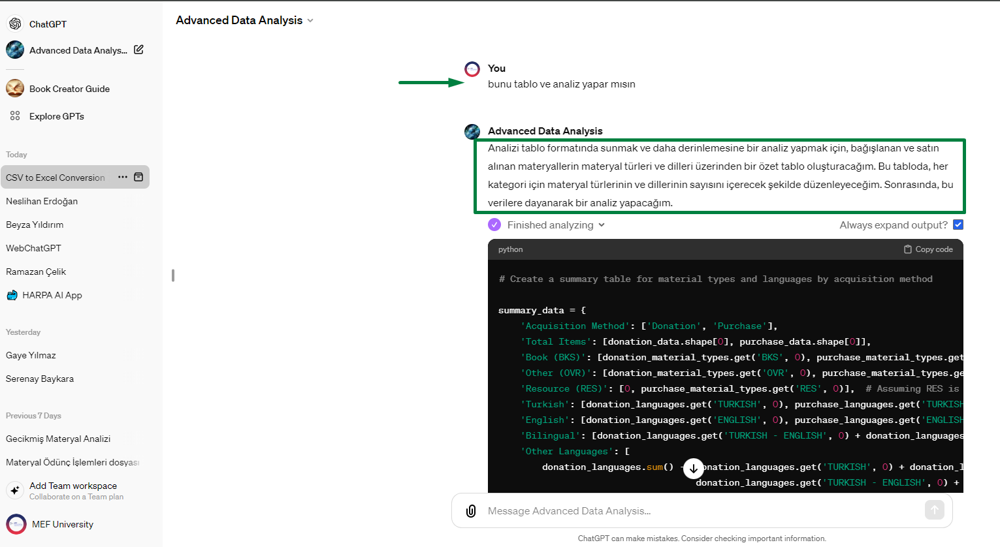 ChatGPT
Advanced Data Analys...
Book Creator Guide
Explore GPTs
Today
CSV to Excel Conversion
Neslihan Erdoğan
Beyza Yıldırım
WebChatGPT
Ramazan Çelik
HARPA AI App
Yesterday
Gaye Yılmaz
Serenay Baykara
Previous 7 Days
Gecikmiş Materyal Analizi
Materyal Ödünç İşlemleri dosyası
Add Team workspace
Collaborate on a Team plan
MEF University
Advanced Data Analysis
You
bunu tablo ve analiz yapar mısın
Advanced Data Analysis
Analizi tablo formatında sunmak ve daha derinlemesine bir analiz yapmak için, bağışlanan ve satın
alınan materyallerin materyal türleri ve dilleri üzerinden bir özet tablo oluşturacağım. Bu tabloda, her
kategori için materyal türlerinin ve dillerinin sayısını içerecek şekilde düzenleyeceğim. Sonrasında, bu
verilere dayanarak bir analiz yapacağım.
Finished analyzing
Always expand output?
python
Copy code
# Create a summary table for material types and languages by acquisition method
summary_data = {
'Acquisition Method': ['Donation', 'Purchase'],
'Total Items': [donation_data.shape[0], purchase_data.shape[0]],
'Book (BKS)': [donation_material_types.get('BKS', 0), purchase_material_types.get
'Other (OVR)': [donation_material_types.get('OVR', 0), purchase_material_types.ge
'Resource (RES)': [0, purchase_material_types.get('RES', 0)], # Assuming RES is
'Turkish': [donation_languages.get('TURKISH', 0), purchase_languages.get('TURKISH
'English': [donation_languages.get('ENGLISH', 0), purchase_languages.get('ENGLISH
'Bilingual': [donation_languages.get('TURKISH - ENGLISH', 0) + donation_languages
'Other Languages': [
donation_languages.sum() - donation_languages.get('TURKISH', 0) + donation_l
donation_languages.get('TURKISH - ENGLISH', 0) +
Message Advanced Data Analysis...
ChatGPT can make mistakes. Consider checking important information.